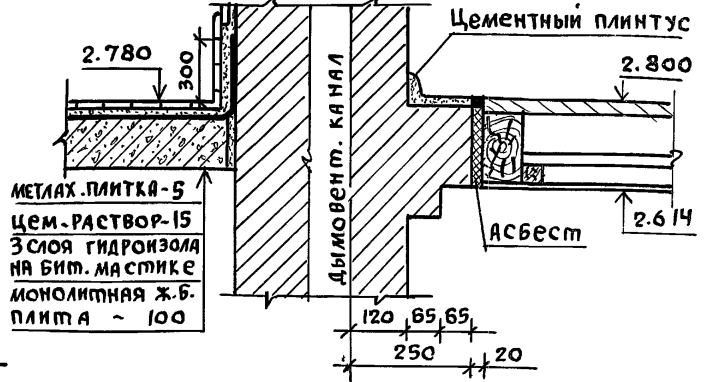 Цементный плинтус
2.780
300
2.800
ДЫМОВЕНТ. КАНАЛ
МЕТЛАХ. ПЛИТКА-5
ЦЕМ. РАСТВОР-15
3 СЛОЯ ГИДРОИЗОЛА
НА БИТ. МАСТИКЕ
МОНОЛИТНАЯ Ж.Б.
ПЛИТА ~ 100
АСБЕСТ
2.614
120 65 65
250 20